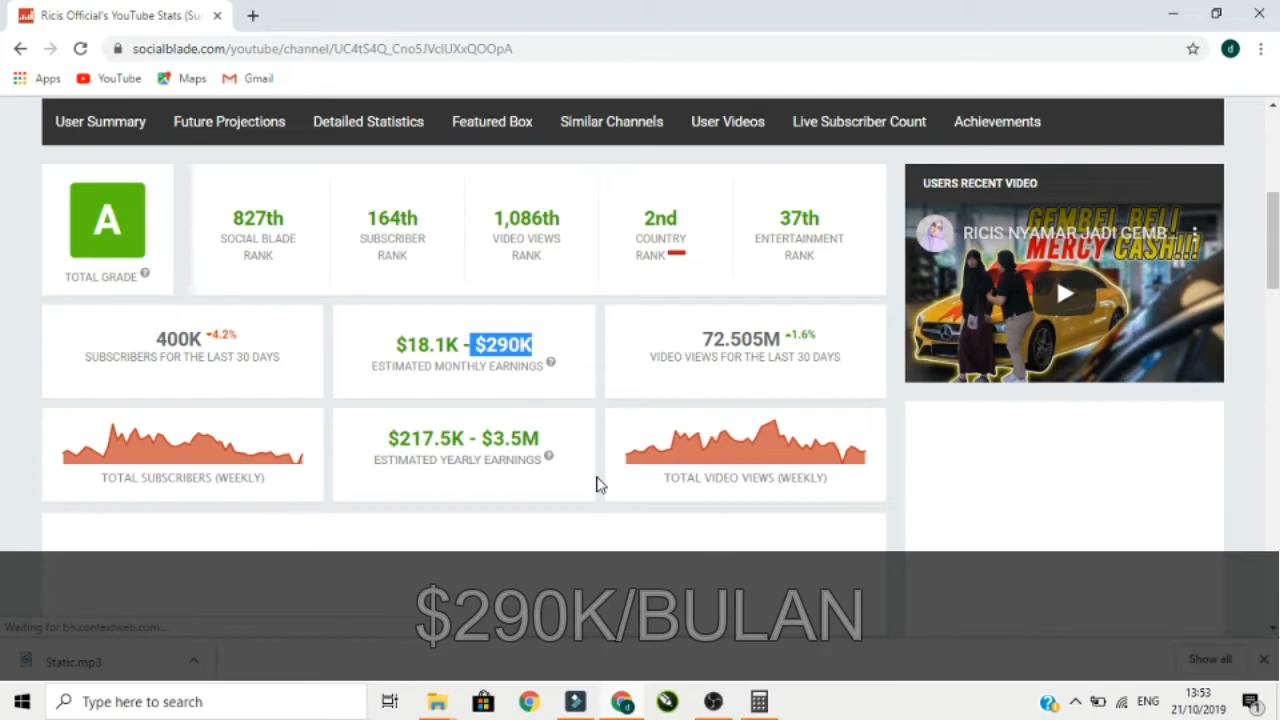 Ricis Official's YouTube Stats (Su
socialblade.com/youtube/channel/UC4tS4Q_Cno5JVcIUXxQOOpA
d
Apps YouTube Maps Gmail
User Summary Future Projections Detailed Statistics Featured Box Similar Channels User Videos Live Subscriber Count Achievements
A
TOTAL GRADE ?
827th
SOCIAL BLADE
RANK
164th
SUBSCRIBER
RANK
1,086th
VIDEO VIEWS
RANK
2nd
COUNTRY
RANK
37th
ENTERTAINMENT
RANK
USERS RECENT VIDEO
RICIS NYAMAR JADI GEMB...
GEMBEL BELI
MERCY CASH!!!
400K 4.2%
SUBSCRIBERS FOR THE LAST 30 DAYS
$18.1K - $290K
ESTIMATED MONTHLY EARNINGS ?
72.505M 1.6%
VIDEO VIEWS FOR THE LAST 30 DAYS
TOTAL SUBSCRIBERS (WEEKLY)
$217.5K - $3.5M
ESTIMATED YEARLY EARNINGS ?
TOTAL VIDEO VIEWS (WEEKLY)
$290K/BULAN
Waiting for bh.contextweb.com...
Static.mp3
Show all
Type here to search
ENG
13:53
21/10/2019
1